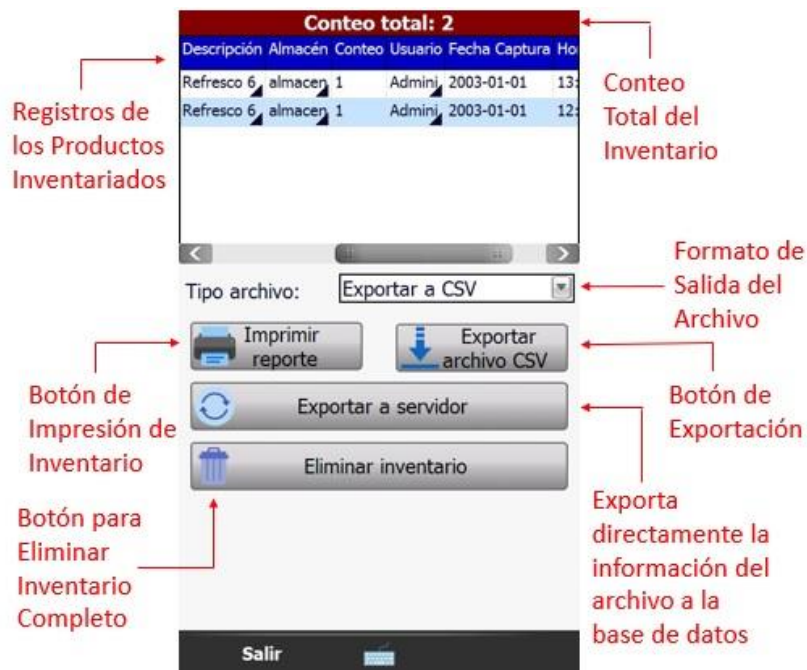 Conteo total: 2
Descripción Almacén Conteo Usuario Fecha Captura
Refresco 6 almacen 1 Admini 2003-01-01 13:
Refresco 6 almacen 1 Admini 2003-01-01 12:
Registros de
los Productos
Inventariados
Conteo
Total del
Inventario
Tipo archivo: Exportar a CSV
Formato de
Salida del
Archivo
Imprimir
reporte
Exportar
archivo CSV
Botón de
Impresión de
Inventario
Botón de
Exportación
Exportar a servidor
Eliminar inventario
Botón para
Eliminar
Inventario
Completo
Exporta
directamente la
información del
archivo a la
base de datos
Salir